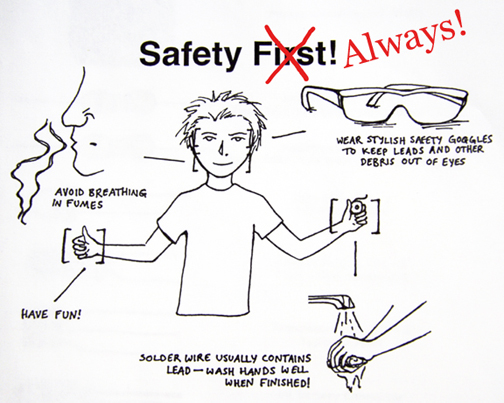 Safety First! Always!
WEAR STYLISH SAFETY GOGGLES
TO KEEP LEADS AND OTHER
DEBRIS OUT OF EYES
AVOID BREATHING
IN FUMES
HAVE FUN!
SOLDER WIRE USUALLY CONTAINS
LEAD — WASH HANDS WELL
WHEN FINISHED!